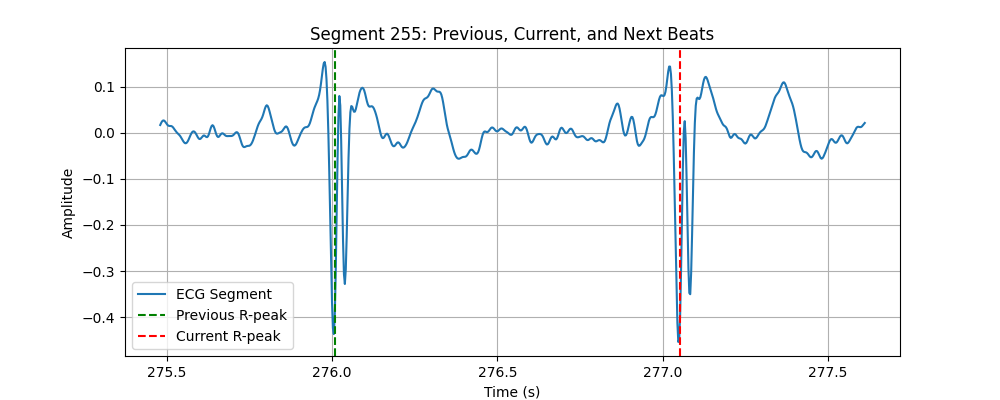 Segment 255: Previous, Current, and Next Beats
0.1
0.0
−0.1
−0.2
−0.3
−0.4
Amplitude
ECG Segment
Previous R-peak
Current R-peak
275.5 276.0 276.5 277.0 277.5
Time (s)